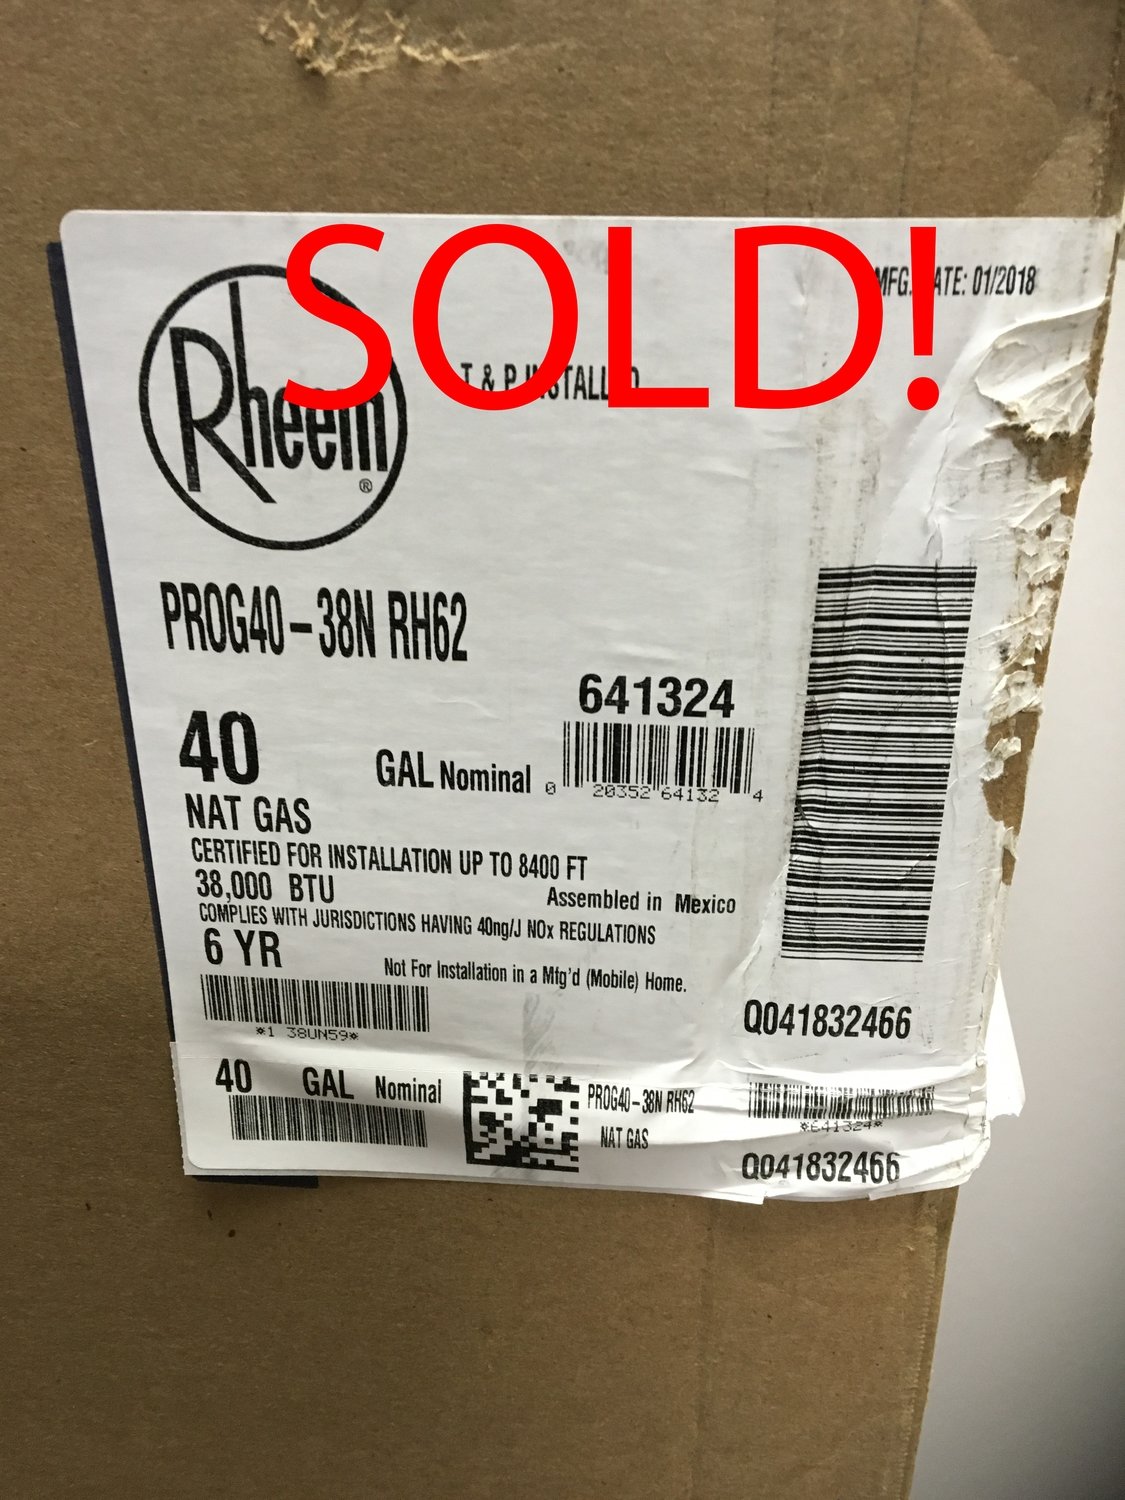 SOLD!
MFG. DATE: 01/2018
Rheem®
T & P INSTALLED
PROG40-38N RH62
641324
40 GAL Nominal
0 20352 64132 4
NAT GAS
CERTIFIED FOR INSTALLATION UP TO 8400 FT
38,000 BTU
Assembled in Mexico
COMPLIES WITH JURISDICTIONS HAVING 40ng/J NOx REGULATIONS
6 YR
Not For Installation in a Mfg'd (Mobile) Home.
*1 38UN59*
Q041832466
40 GAL Nominal
PROG40-38N RH62
NAT GAS
*641324*
Q041832466